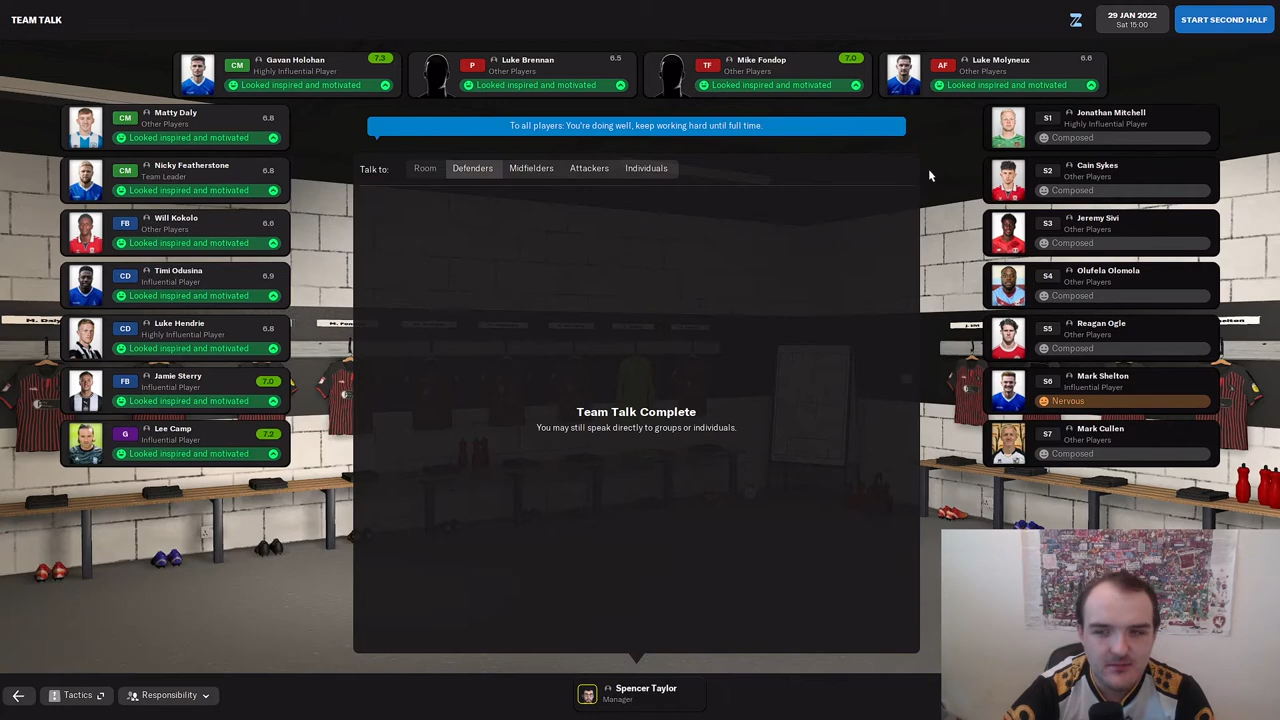 TEAM TALK
29 JAN 2022
Sat 15:00
START SECOND HALF
CM
Gavan Holohan
7.3
Highly Influential Player
Looked inspired and motivated
P
Luke Brennan
6.5
Other Players
Looked inspired and motivated
TF
Mike Fondop
7.0
Other Players
Looked inspired and motivated
AF
Luke Molyneux
6.6
Other Players
Looked inspired and motivated
CM
Matty Daly
6.8
Other Players
Looked inspired and motivated
CM
Nicky Featherstone
6.8
Team Leader
Looked inspired and motivated
FB
Will Kokolo
6.6
Other Players
Looked inspired and motivated
CD
Timi Odusina
6.9
Influential Player
Looked inspired and motivated
CD
Luke Hendrie
6.8
Highly Influential Player
Looked inspired and motivated
FB
Jamie Sterry
7.0
Influential Player
Looked inspired and motivated
G
Lee Camp
7.2
Influential Player
Looked inspired and motivated
To all players: You're doing well, keep working hard until full time.
Talk to:
Room
Defenders
Midfielders
Attackers
Individuals
Team Talk Complete
You may still speak directly to groups or individuals.
S1
Jonathan Mitchell
Highly Influential Player
Composed
S2
Cain Sykes
Other Players
Composed
S3
Jeremy Sivi
Other Players
Composed
S4
Olufela Olomola
Other Players
Composed
S5
Reagan Ogle
Other Players
Composed
S6
Mark Shelton
Influential Player
Nervous
S7
Mark Cullen
Other Players
Composed
Tactics
Responsibility
Spencer Taylor
Manager